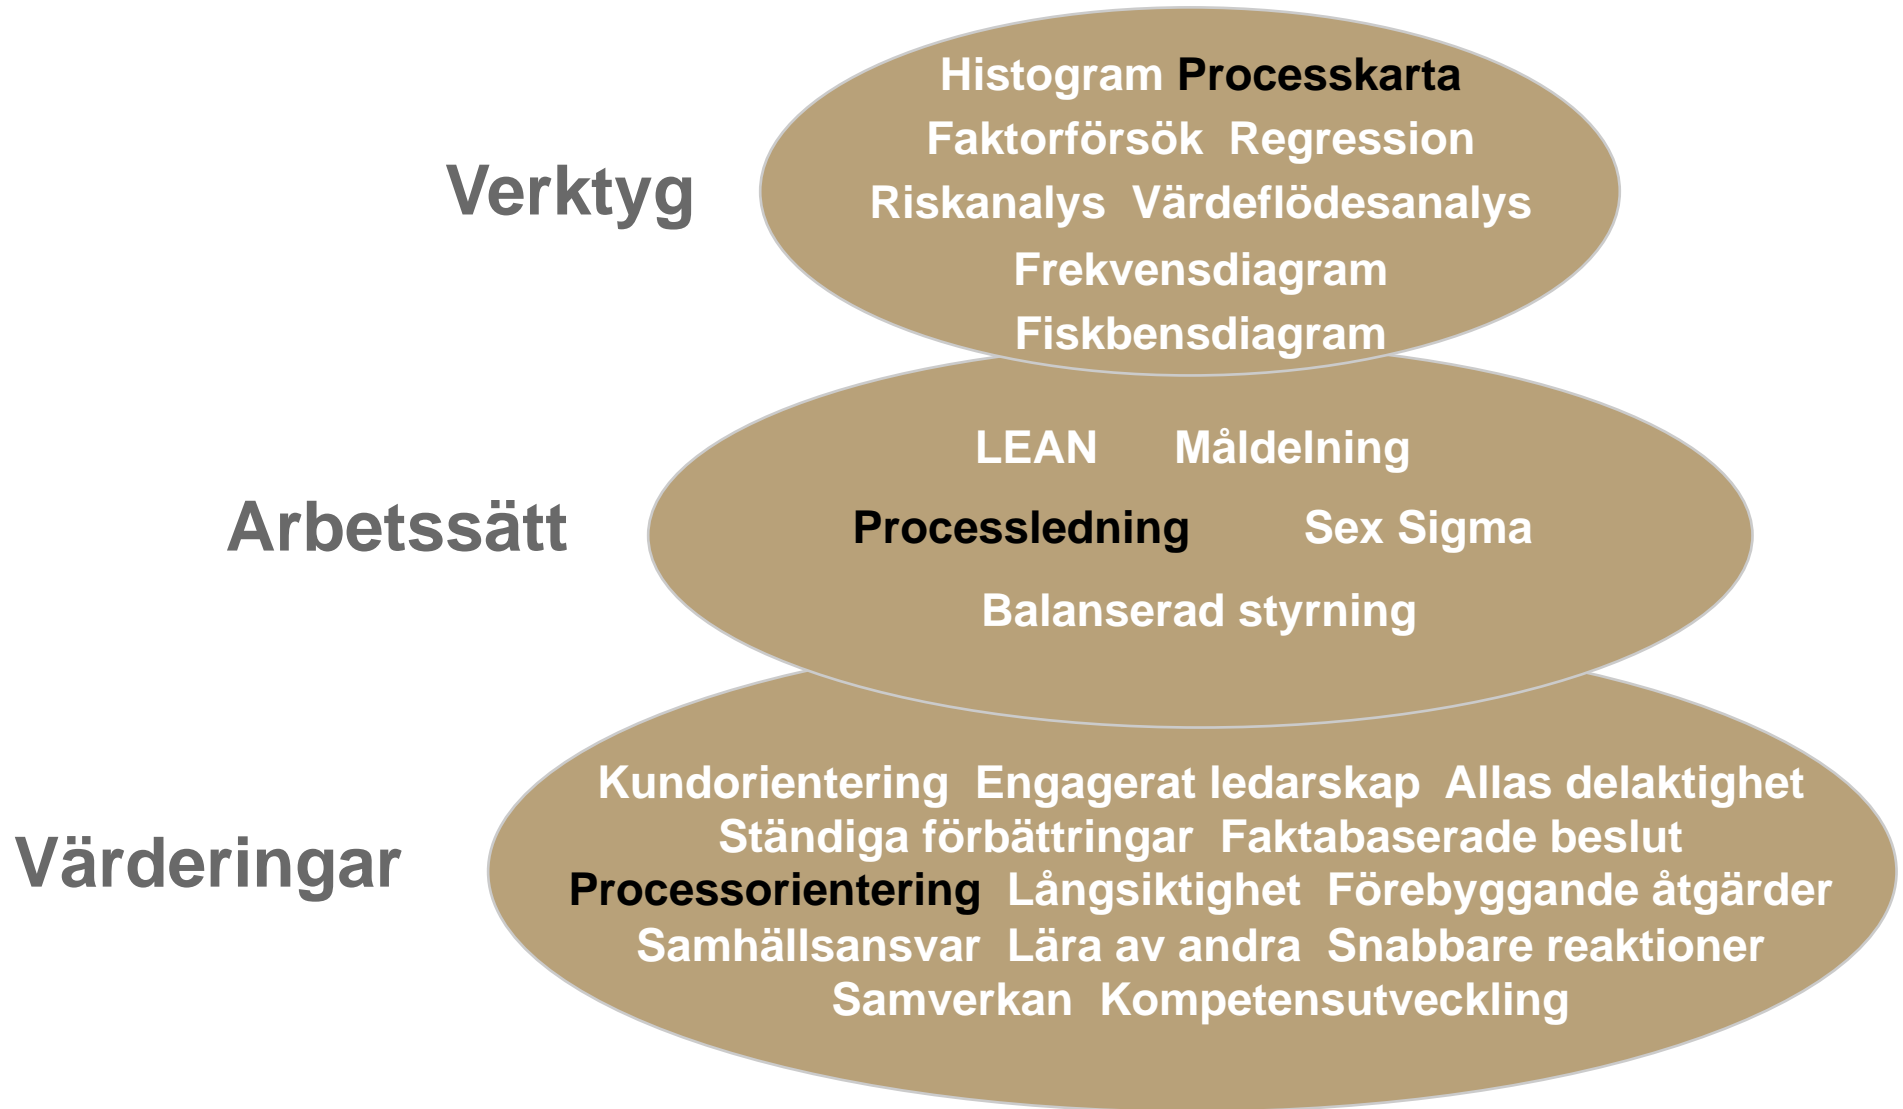 Histogram Processkarta
Faktorförsök Regression
Verktyg
Riskanalys Värdeflödesanalys
Frekvensdiagram
Fiskbensdiagram
LEAN Måldelning
Arbetssätt
Processledning Sex Sigma
Balanserad styrning
Kundorientering Engagerat ledarskap Allas delaktighet
Ständiga förbättringar Faktabaserade beslut
Värderingar
Processorientering Långsiktighet Förebyggande åtgärder
Samhällsansvar Lära av andra Snabbare reaktioner
Samverkan Kompetensutveckling